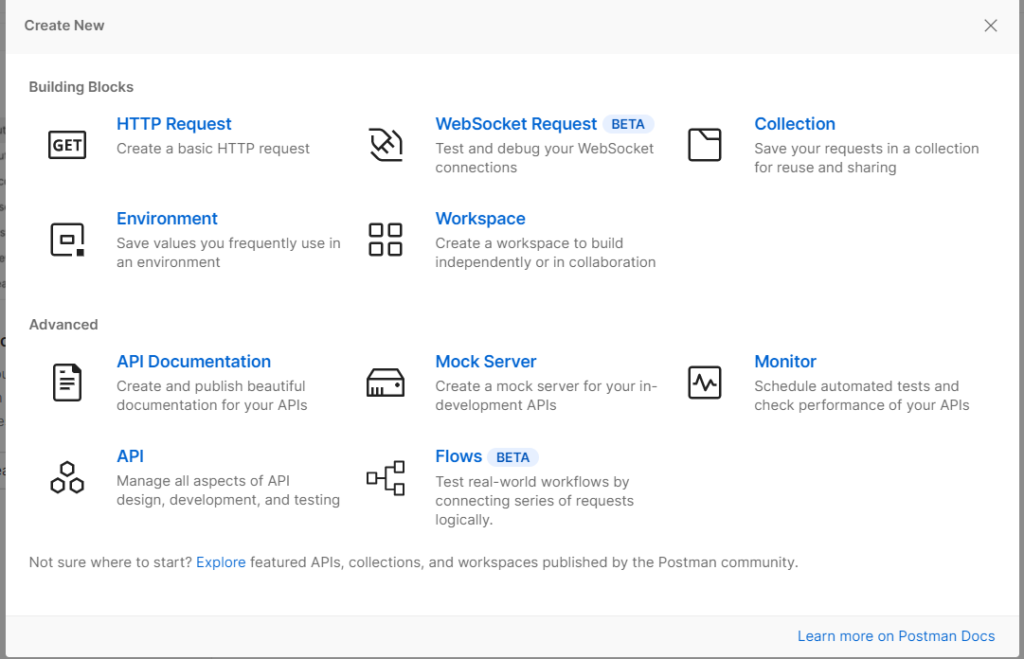 Create New
Building Blocks
GET
HTTP Request
Create a basic HTTP request
WebSocket Request BETA
Test and debug your WebSocket
connections
Collection
Save your requests in a collection
for reuse and sharing
Environment
Save values you frequently use in
an environment
Workspace
Create a workspace to build
independently or in collaboration
Advanced
API Documentation
Create and publish beautiful
documentation for your APIs
Mock Server
Create a mock server for your in-
development APIs
Monitor
Schedule automated tests and
check performance of your APIs
API
Manage all aspects of API
design, development, and testing
Flows BETA
Test real-world workflows by
connecting series of requests
logically.
Not sure where to start? Explore featured APIs, collections, and workspaces published by the Postman community.
Learn more on Postman Docs